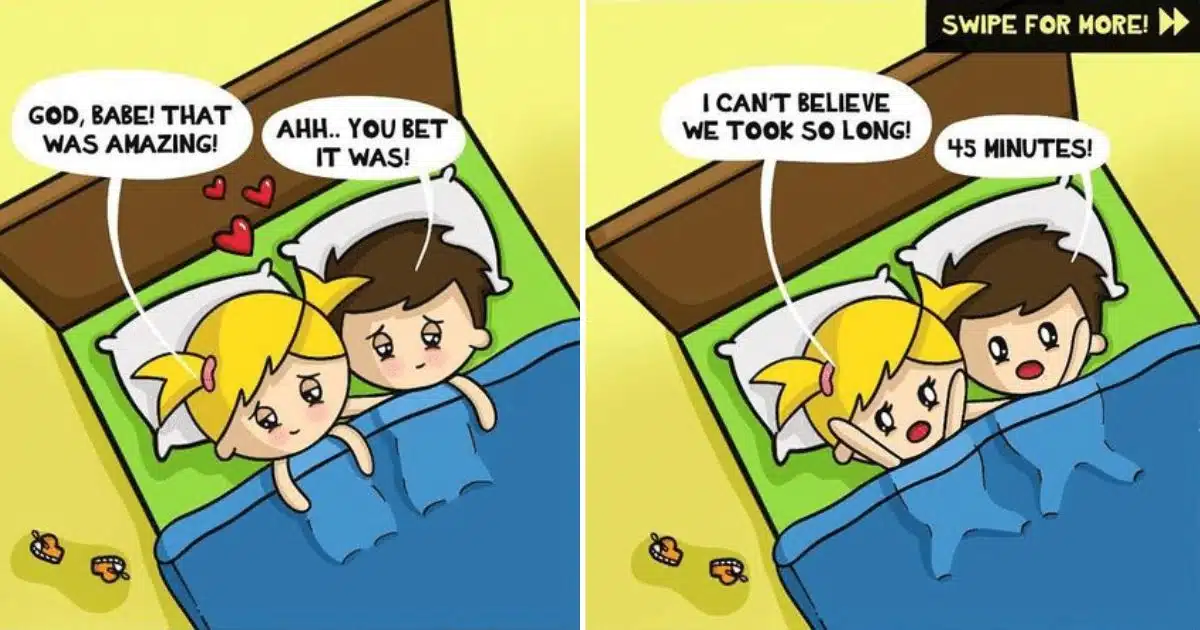 GOD, BABE! THAT
WAS AMAZING!
AHH.. YOU BET
IT WAS!
SWIPE FOR MORE!
I CAN'T BELIEVE
WE TOOK SO LONG!
45 MINUTES!